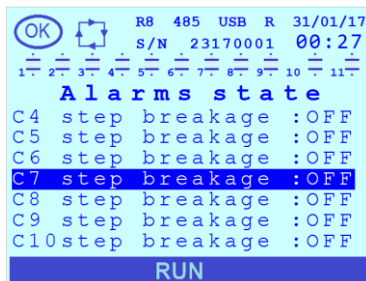 OK R8 485 USB R 31/01/17
S/N 23170001 00:27
1 2 3 4 5 6 7 8 9 10 11
Alarms state
C4 step breakage :OFF
C5 step breakage :OFF
C6 step breakage :OFF
C7 step breakage :OFF
C8 step breakage :OFF
C9 step breakage :OFF
C10step breakage :OFF
RUN